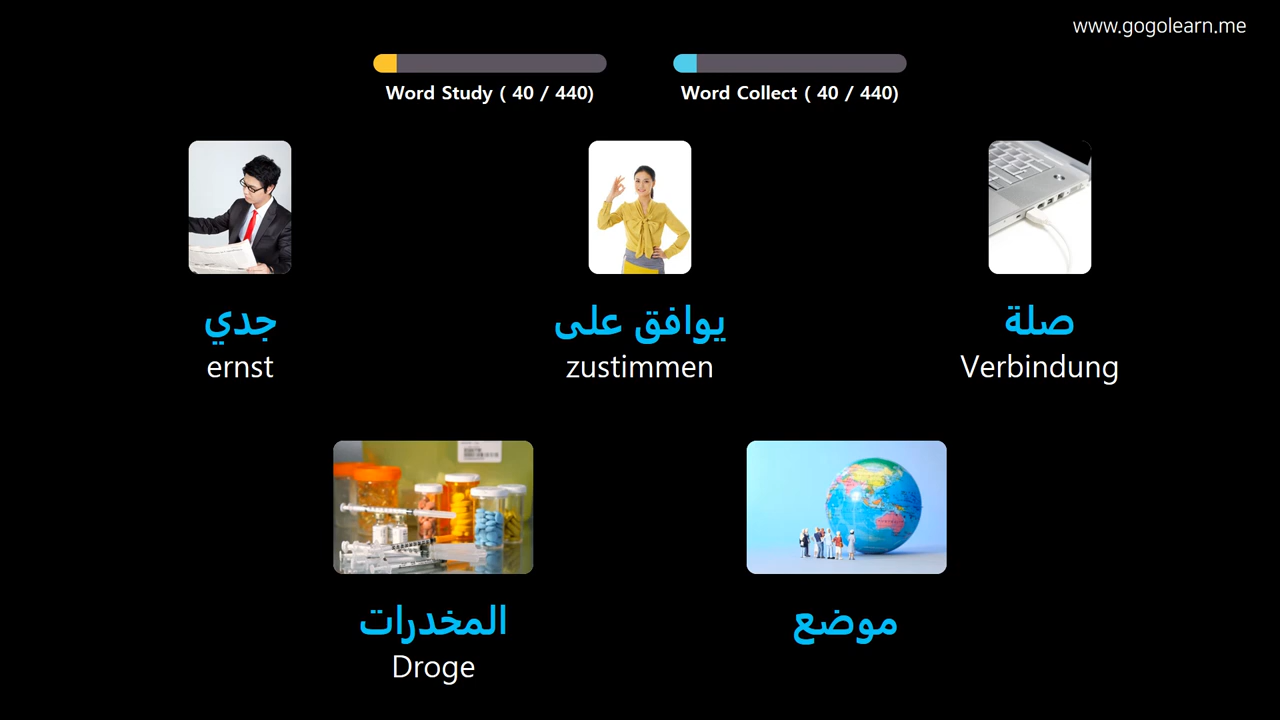 www.gogolearn.me
Word Study ( 40 / 440)
Word Collect ( 40 / 440)
جدي
ernst
يوافق على
zustimmen
صلة
Verbindung
المخدرات
Droge
موضع